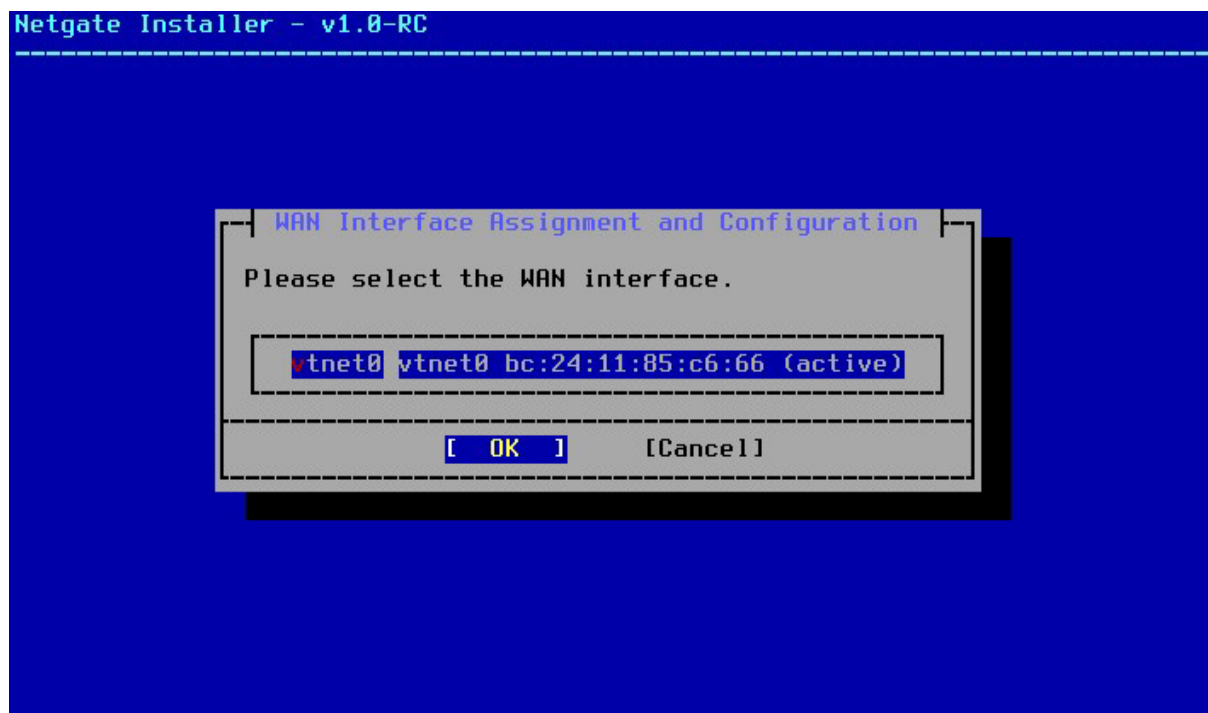 Netgate Installer - v1.0-RC
WAN Interface Assignment and Configuration
Please select the WAN interface.
vtnet0 vtnet0 bc:24:11:85:c6:66 (active)
[ OK ] [Cancel]